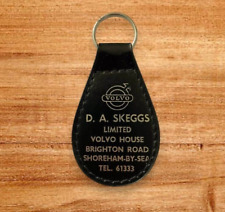 VOLVO
D. A. SKEGGS
LIMITED
VOLVO HOUSE
BRIGHTON ROAD
SHOREHAM-BY-SEA
TEL. 61333